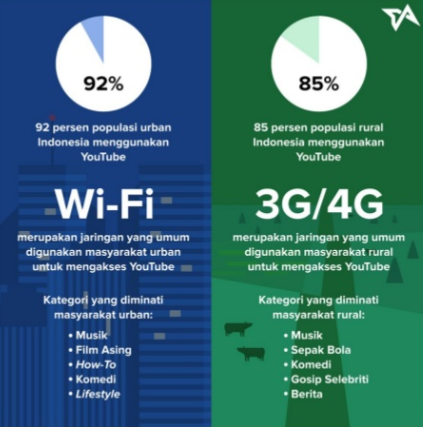 92%
92 persen populasi urban
Indonesia menggunakan
YouTube
Wi-Fi
merupakan jaringan yang umum
digunakan masyarakat urban
untuk mengakses YouTube
Kategori yang diminati
masyarakat urban:
• Musik
• Film Asing
• How-To
• Komedi
• Lifestyle
85%
85 persen populasi rural
Indonesia menggunakan
YouTube
3G/4G
merupakan jaringan yang umum
digunakan masyarakat rural
untuk mengakses YouTube
Kategori yang diminati
masyarakat rural:
• Musik
• Sepak Bola
• Komedi
• Gosip Selebriti
• Berita